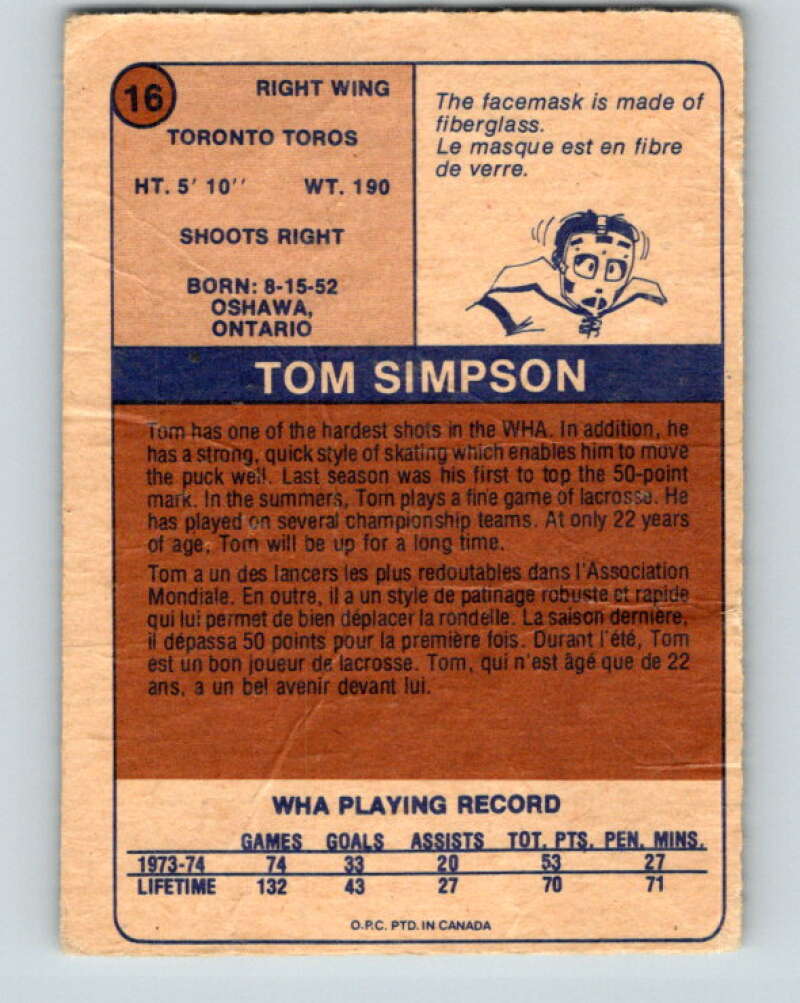 16
RIGHT WING
TORONTO TOROS
HT. 5' 10'' WT. 190
SHOOTS RIGHT
BORN: 8-15-52
OSHAWA,
ONTARIO
The facemask is made of
fiberglass.
Le masque est en fibre
de verre.
TOM SIMPSON
Tom has one of the hardest shots in the WHA. In addition, he
has a strong, quick style of skating which enables him to move
the puck well. Last season was his first to top the 50-point
mark. In the summers, Tom plays a fine game of lacrosse. He
has played on several championship teams. At only 22 years
of age, Tom will be up for a long time.
Tom a un des lancers les plus redoutables dans l'Association
Mondiale. En outre, il a un style de patinage robuste et rapide
qui lui permet de bien déplacer la rondelle. La saison dernière,
il dépassa 50 points pour la première fois. Durant l'été, Tom
est un bon joueur de lacrosse. Tom, qui n'est âgé que de 22
ans, a un bel avenir devant lui.
WHA PLAYING RECORD
GAMES GOALS ASSISTS TOT. PTS. PEN. MINS.
1973-74 74 33 20 53 27
LIFETIME 132 43 27 70 71
O.P.C. PTD. IN CANADA